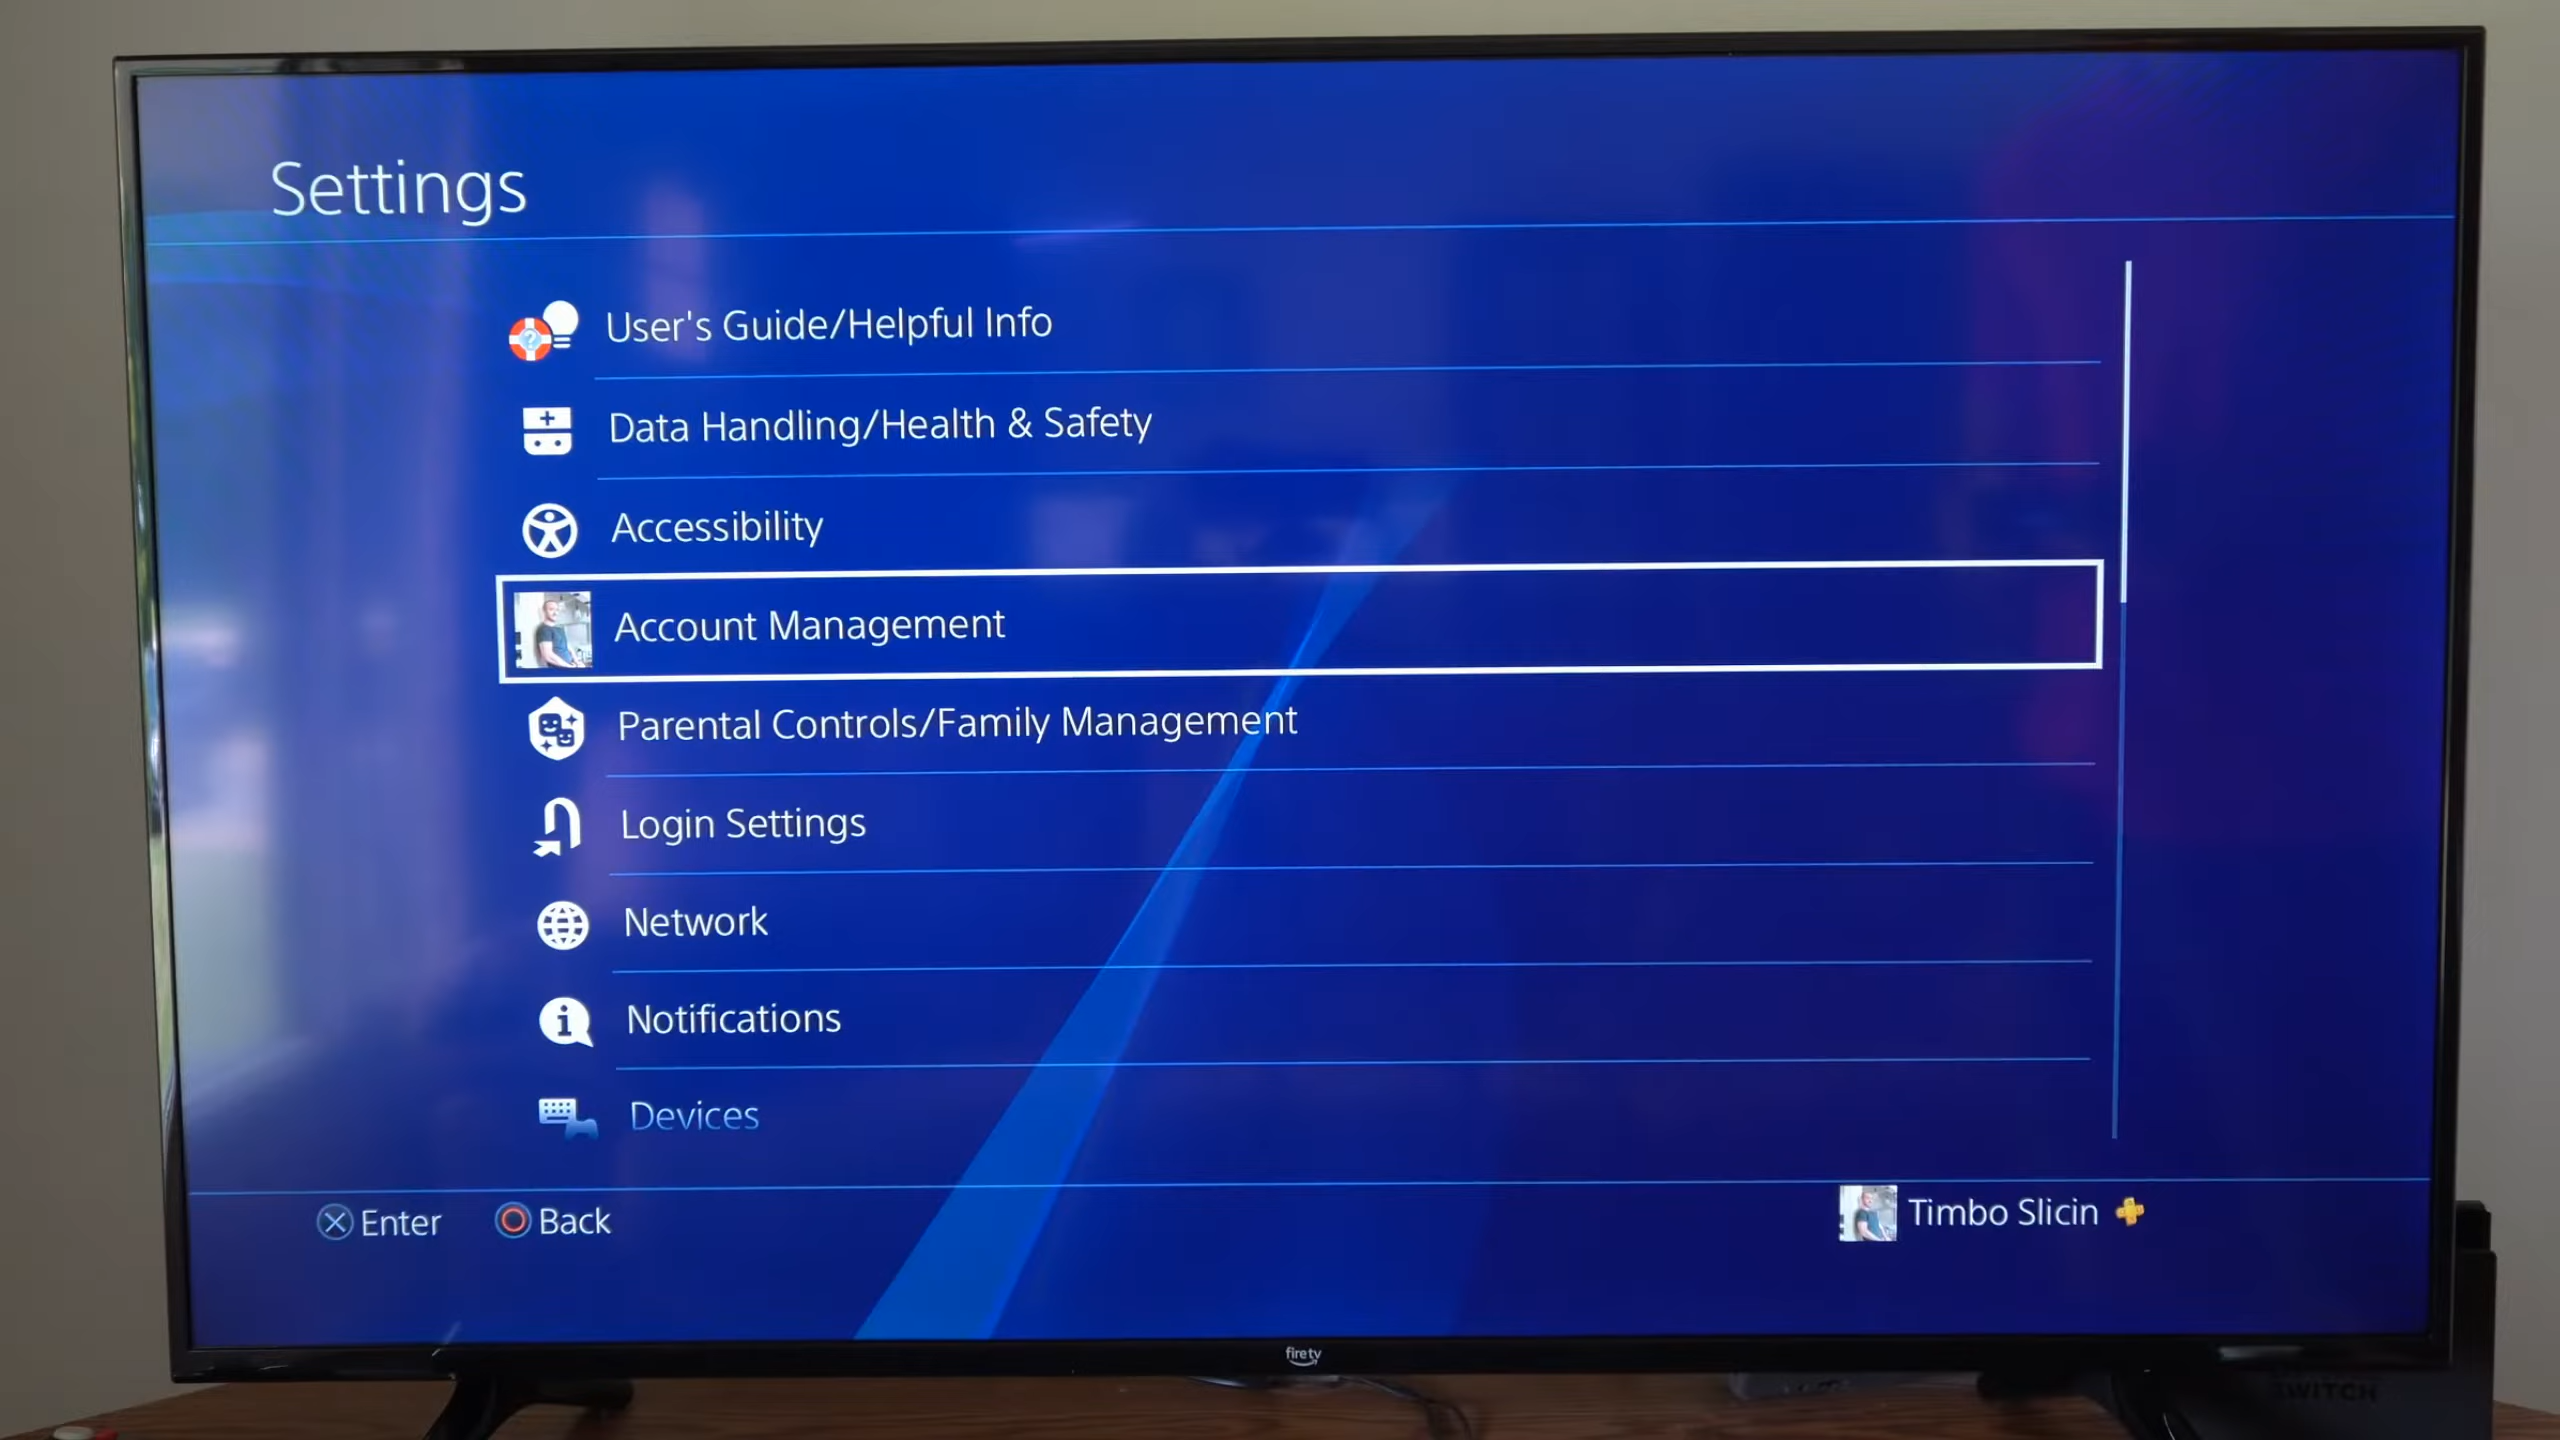 Settings
User's Guide/Helpful Info
Data Handling/Health & Safety
Accessibility
Account Management
Parental Controls/Family Management
Login Settings
Network
Notifications
Devices
Enter
Back
Timbo Slicin
firetv
SWITCH